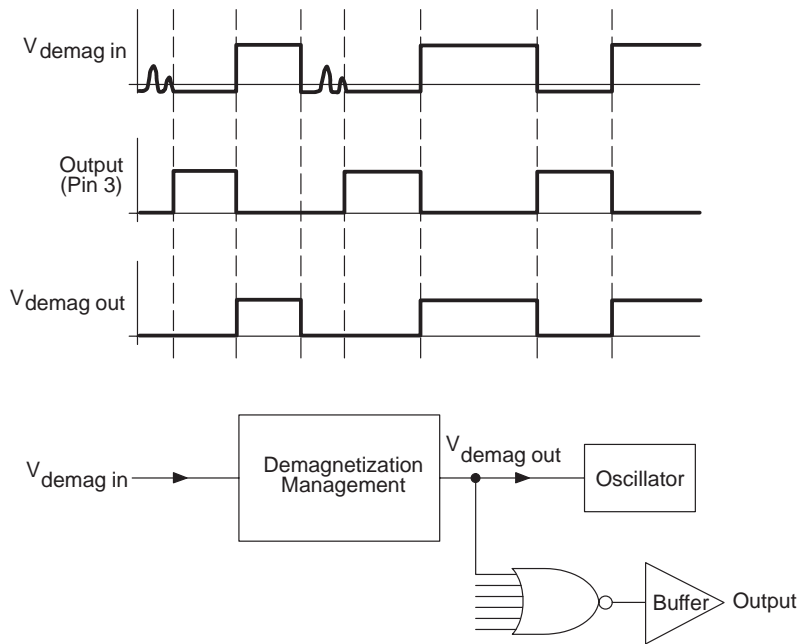 V demag in
Output
(Pin 3)
V demag out
V demag in
Demagnetization
Management
V demag out
Oscillator
Buffer
Output